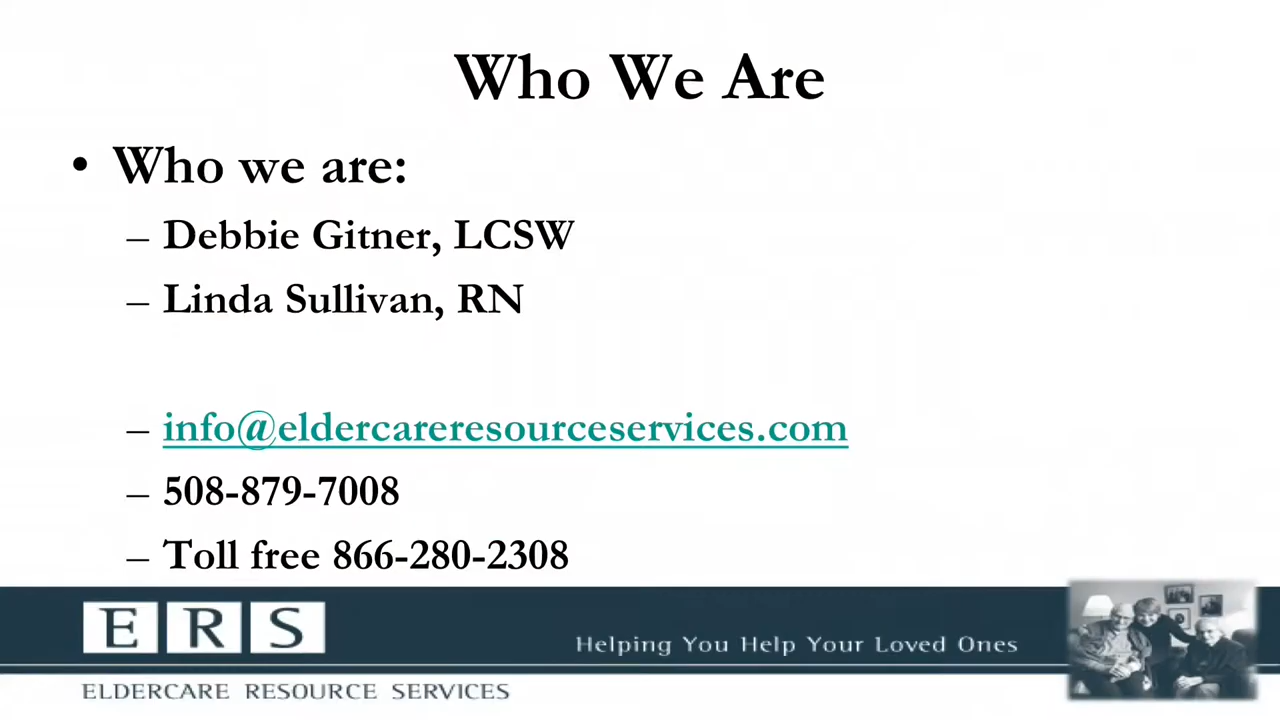 Who We Are
• Who we are:
– Debbie Gitner, LCSW
– Linda Sullivan, RN
– info@eldercareresourceservices.com
– 508-879-7008
– Toll free 866-280-2308
ERS
Helping You Help Your Loved Ones
ELDERCARE RESOURCE SERVICES